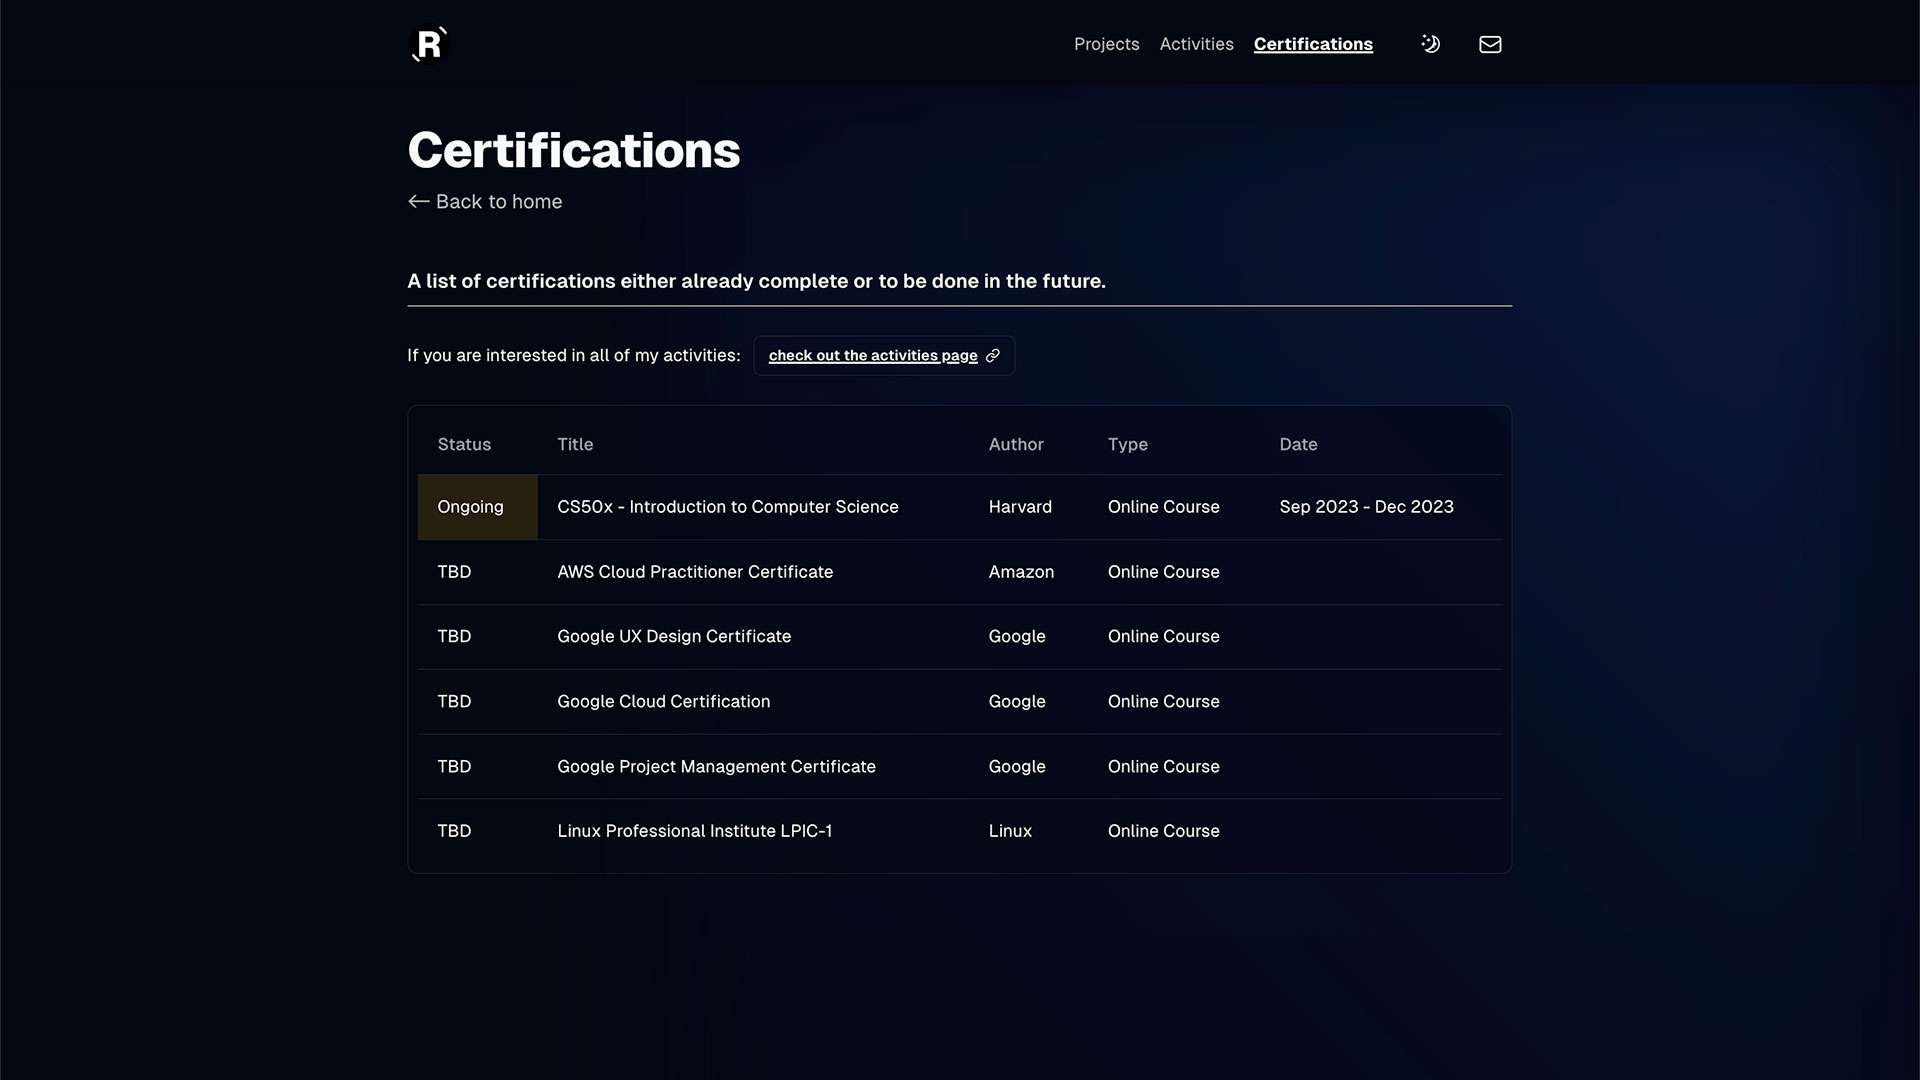 R
Projects Activities Certifications
Certifications
← Back to home
A list of certifications either already complete or to be done in the future.
If you are interested in all of my activities: check out the activities page
Status Title Author Type Date
Ongoing CS50x - Introduction to Computer Science Harvard Online Course Sep 2023 - Dec 2023
TBD AWS Cloud Practitioner Certificate Amazon Online Course
TBD Google UX Design Certificate Google Online Course
TBD Google Cloud Certification Google Online Course
TBD Google Project Management Certificate Google Online Course
TBD Linux Professional Institute LPIC-1 Linux Online Course